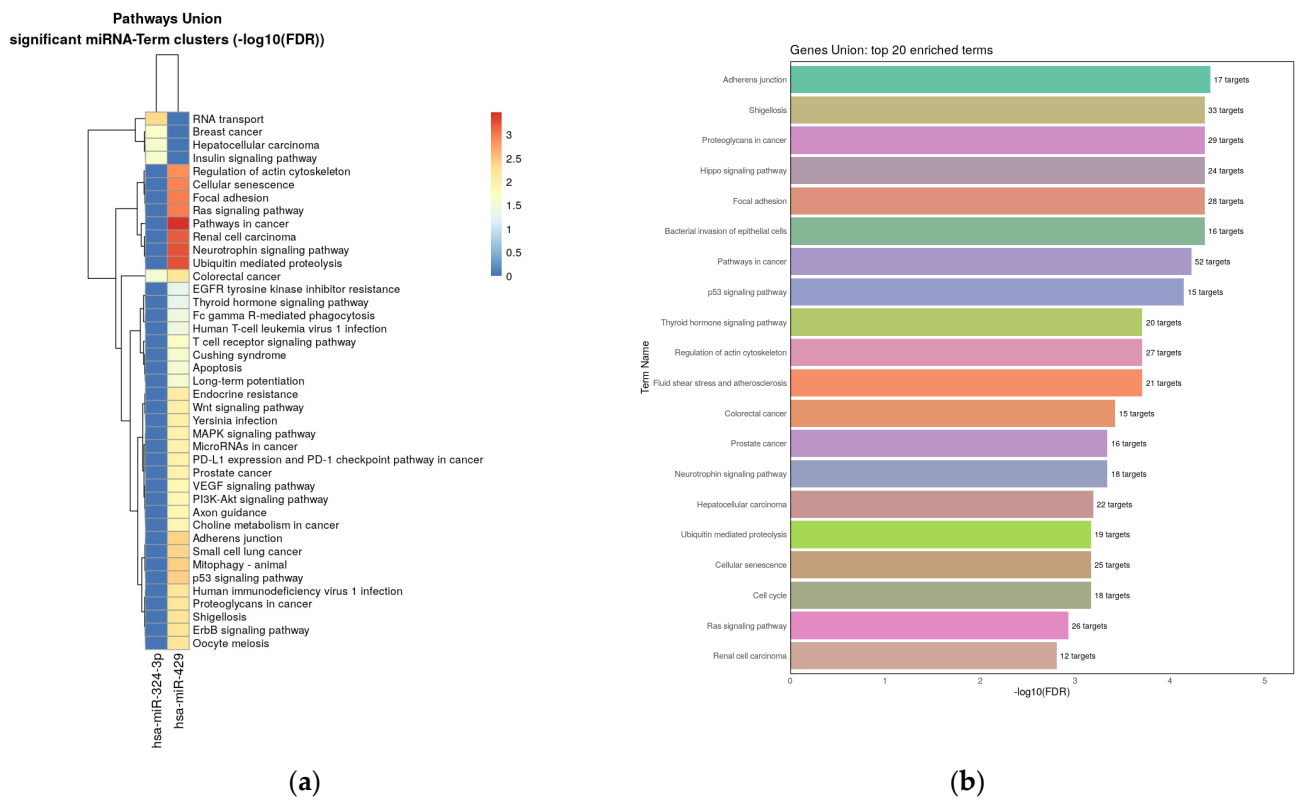 Pathways Union
significant miRNA-Term clusters (-log10(FDR))
RNA transport
Breast cancer
Hepatocellular carcinoma
Insulin signaling pathway
Regulation of actin cytoskeleton
Cellular senescence
Focal adhesion
Ras signaling pathway
Pathways in cancer
Renal cell carcinoma
Neurotrophin signaling pathway
Ubiquitin mediated proteolysis
Colorectal cancer
EGFR tyrosine kinase inhibitor resistance
Thyroid hormone signaling pathway
Fc gamma R-mediated phagocytosis
Human T-cell leukemia virus 1 infection
T cell receptor signaling pathway
Cushing syndrome
Apoptosis
Long-term potentiation
Endocrine resistance
Wnt signaling pathway
Yersinia infection
MAPK signaling pathway
MicroRNAs in cancer
PD-L1 expression and PD-1 checkpoint pathway in cancer
Prostate cancer
VEGF signaling pathway
PI3K-Akt signaling pathway
Axon guidance
Choline metabolism in cancer
Adherens junction
Small cell lung cancer
Mitophagy - animal
p53 signaling pathway
Human immunodeficiency virus 1 infection
Proteoglycans in cancer
Shigellosis
ErbB signaling pathway
Oocyte meiosis
hsa-miR-324-3p
hsa-miR-429
3
2.5
2
1.5
1
0.5
0
(a)
Genes Union: top 20 enriched terms
Term Name
Adherens junction 17 targets
Shigellosis 33 targets
Proteoglycans in cancer 29 targets
Hippo signaling pathway 24 targets
Focal adhesion 28 targets
Bacterial invasion of epithelial cells 16 targets
Pathways in cancer 52 targets
p53 signaling pathway 15 targets
Thyroid hormone signaling pathway 20 targets
Regulation of actin cytoskeleton 27 targets
Fluid shear stress and atherosclerosis 21 targets
Colorectal cancer 15 targets
Prostate cancer 16 targets
Neurotrophin signaling pathway 18 targets
Hepatocellular carcinoma 22 targets
Ubiquitin mediated proteolysis 19 targets
Cellular senescence 25 targets
Cell cycle 18 targets
Ras signaling pathway 26 targets
Renal cell carcinoma 12 targets
0 1 2 3 4 5
-log10(FDR)
(b)